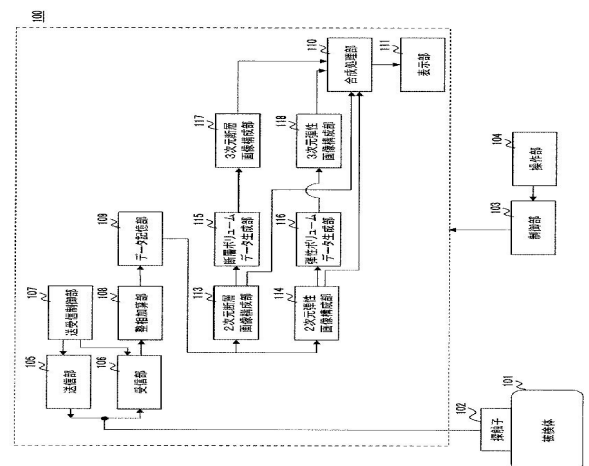 100
107
送受信制御部
105
送信部
106
受信部
108
整相加算部
109
データ記憶部
113
2次元断層
画像構成部
114
2次元弾性
画像構成部
115
断層ボリューム
データ生成部
116
弾性ボリューム
データ生成部
117
3次元断層
画像構成部
118
3次元弾性
画像構成部
110
合成処理部
111
表示部
104
操作部
103
制御部
102
探触子
101
被検体